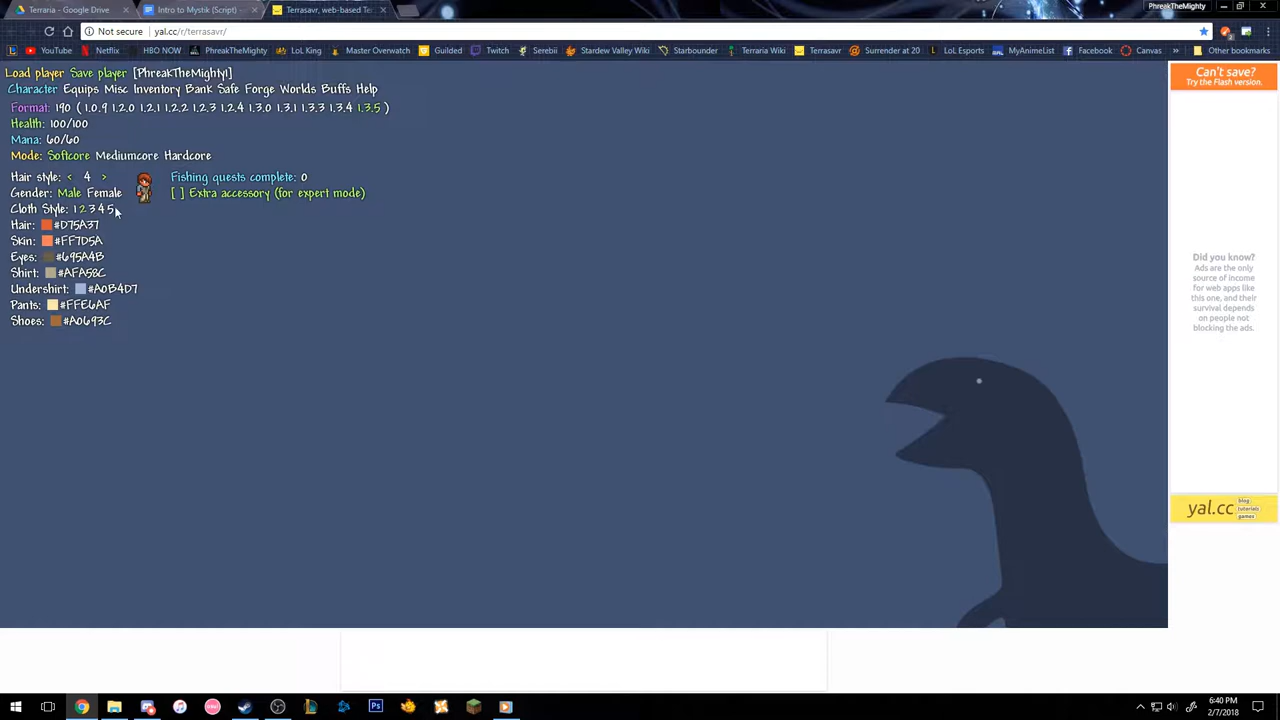 Terraria - Google Drive
Intro to Mystik (Script)
Terrasavr, web-based Te
PhreakTheMighty
Not secure
yal.cc/r/terrasavr/
YouTube
Netflix
HBO NOW
PhreakTheMighty
LoL King
Master Overwatch
Guilded
Twitch
Serebii
Stardew Valley Wiki
Starbounder
Terraria Wiki
Terrasavr
Surrender at 20
LoL Esports
MyAnimeList
Facebook
Canvas
»
Other bookmarks
Load player Save player [PhreakTheMighty!]
Character Equips Misc Inventory Bank Safe Forge Worlds Buffs Help
Format: 190 ( 1.0.9 1.2.0 1.2.1 1.2.2 1.2.3 1.2.4 1.3.0 1.3.1 1.3.3 1.3.4 1.3.5 )
Health: 100/100
Mana: 60/60
Mode: Softcore Mediumcore Hardcore
Hair style: < 4 >
Gender: Male Female
Cloth Style: 1 2 3 4 5
Hair: #D75A37
Skin: #FF7D5A
Eyes: #695A4B
Shirt: #AFA58C
Undershirt: #A0B4D7
Pants: #FFE6AF
Shoes: #A0693C
Fishing quests complete: 0
[ ] Extra accessory (for expert mode)
Can't save?
Try the Flash version.
Did you know?
Ads are the only
source of income
for web apps like
this one, and their
survival depends
on people not
blocking the ads.
yal.cc
blog
tutorials
games
6:40 PM
2/7/2018